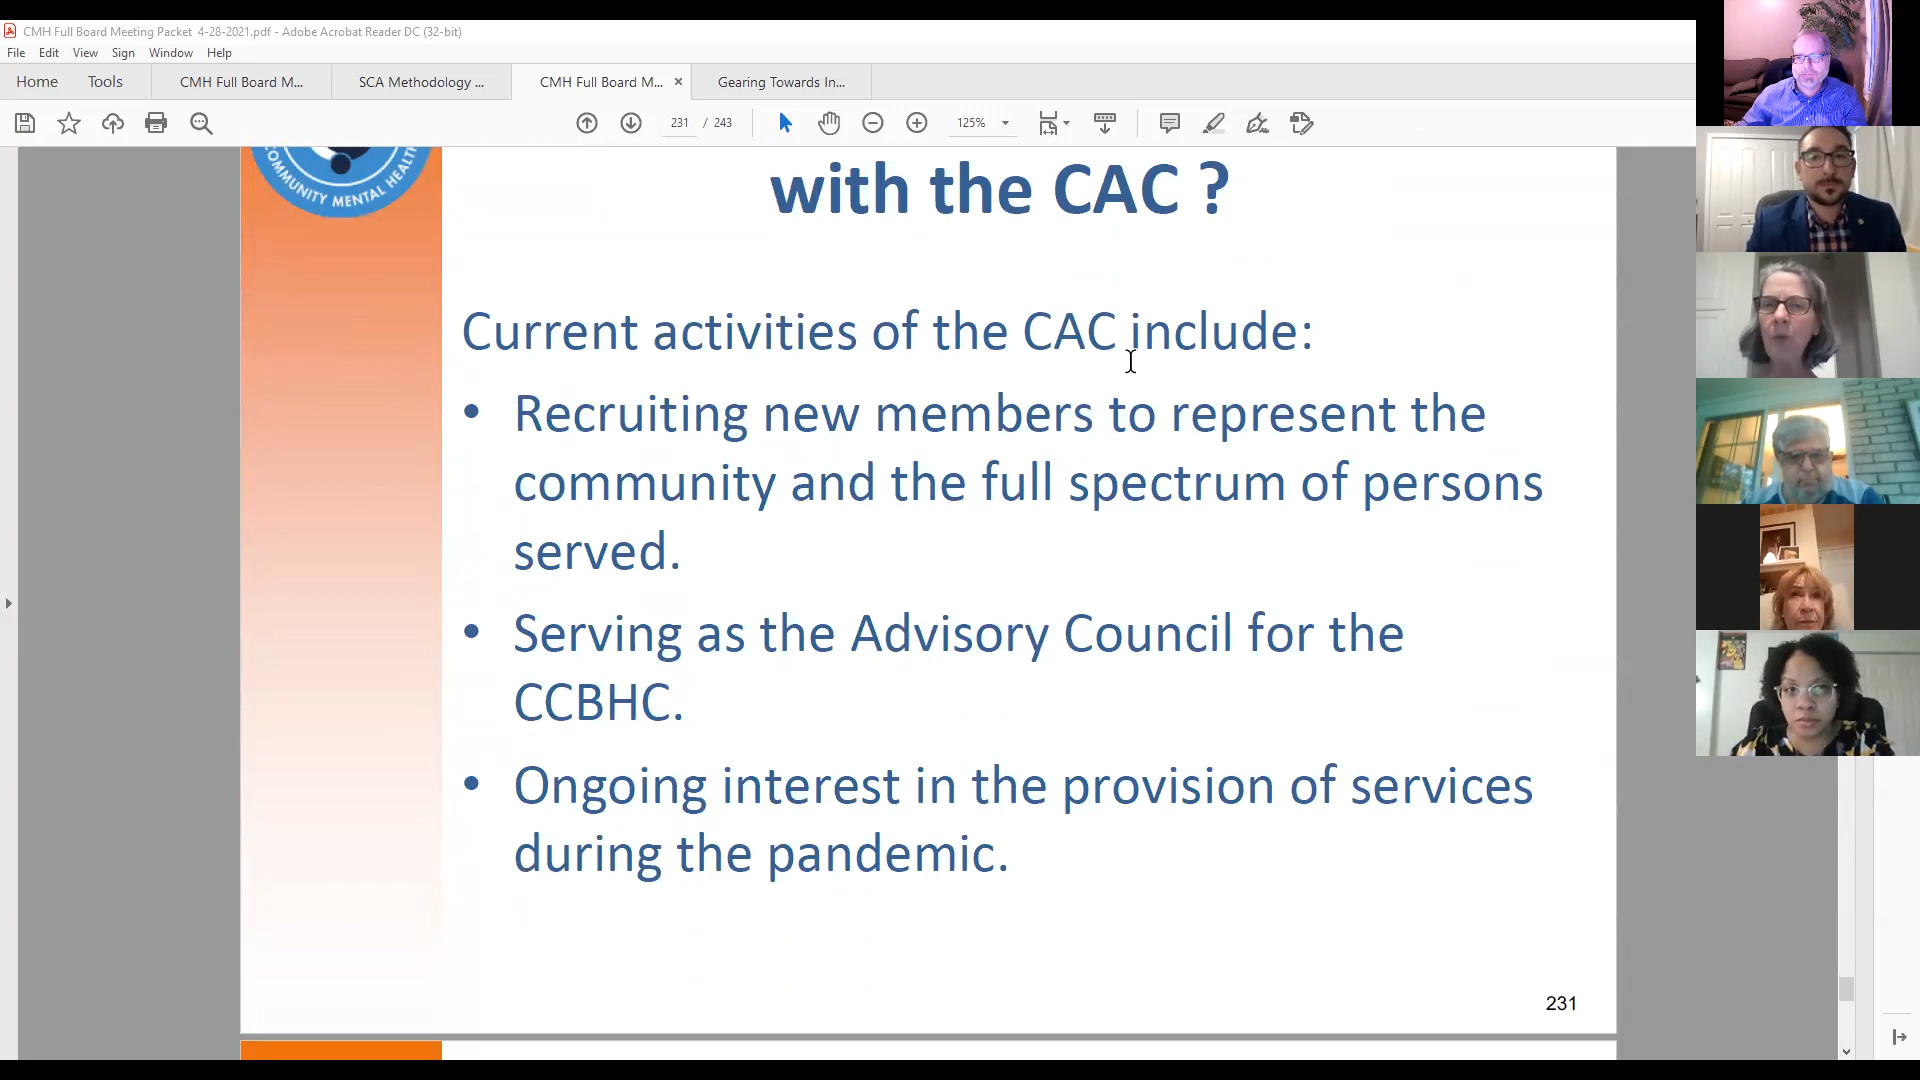 CMH Full Board Meeting Packet 4-28-2021.pdf - Adobe Acrobat Reader DC (32-bit)
File Edit View Sign Window Help
Home Tools CMH Full Board M... SCA Methodology ... CMH Full Board M... × Gearing Towards In...
231 / 243 125%
COMMUNITY MENTAL HEALTH
with the CAC ?
Current activities of the CAC include:
• Recruiting new members to represent the
community and the full spectrum of persons
served.
• Serving as the Advisory Council for the
CCBHC.
• Ongoing interest in the provision of services
during the pandemic.
231